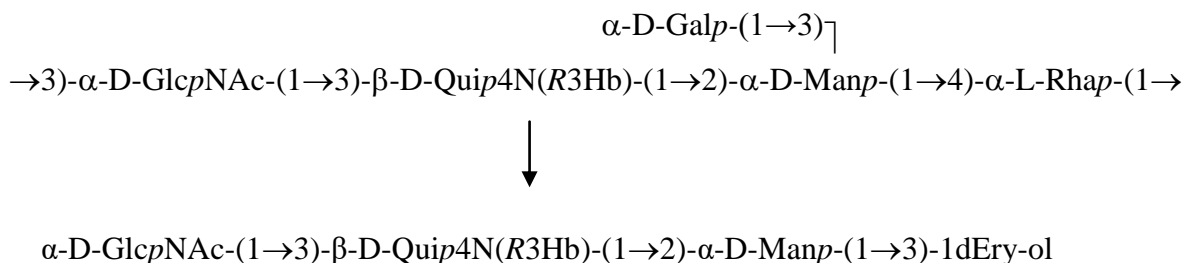 α-D-Galp-(1→3)┐
→3)-α-D-GlcpNAc-(1→3)-β-D-Quip4N(R3Hb)-(1→2)-α-D-Manp-(1→4)-α-L-Rhap-(1→
α-D-GlcpNAc-(1→3)-β-D-Quip4N(R3Hb)-(1→2)-α-D-Manp-(1→3)-1dEry-ol